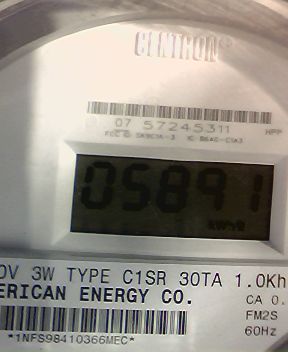 CENTRON®
07 57245311
HPP
05891
kWh
0V 3W TYPE C1SR 30TA 1.0Kh
ERICAN ENERGY CO.
CA 0.
FM2S
*1NFS98410366MEC*
60Hz